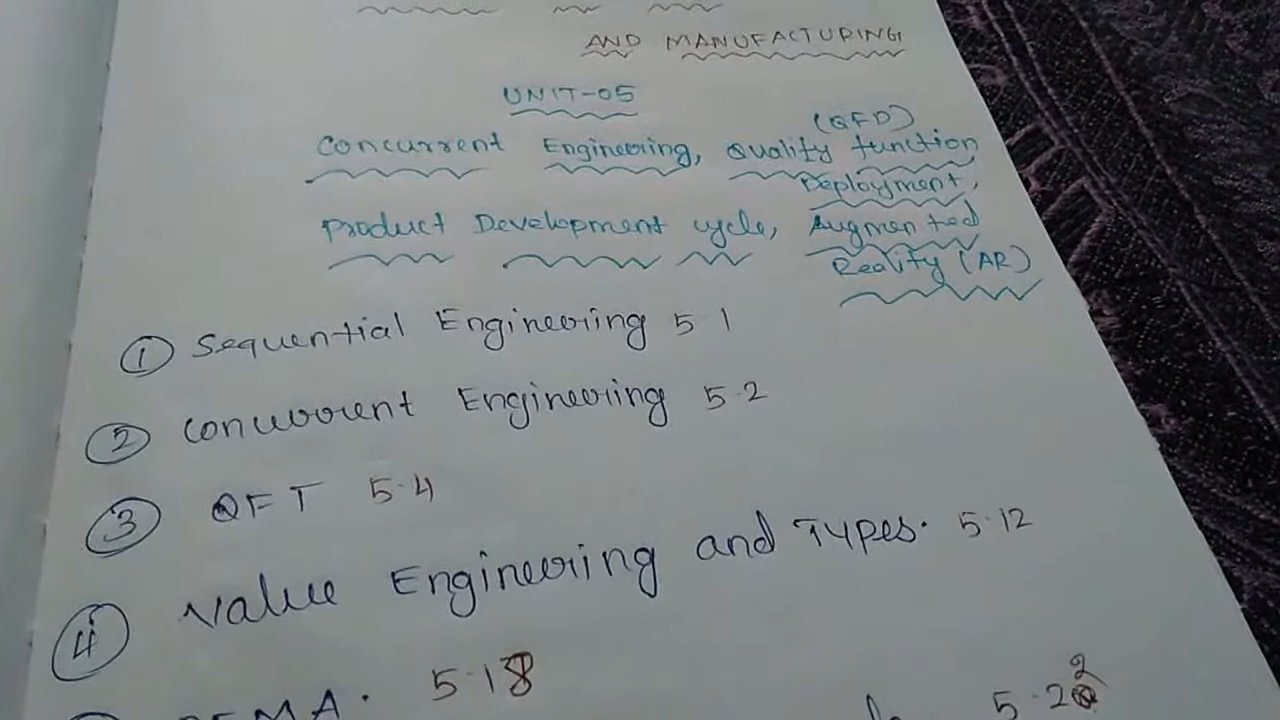 AND MANUFACTURING
UNIT-05
(QFD)
Concurrent Engineering, Quality function
Deployment,
Product Development cycle, Augmented
Reality (AR)
① Sequential Engineering 5.1
② Concurrent Engineering 5.2
③ QFT 5.4
④ Value Engineering and Types. 5.12
5.18
5.22